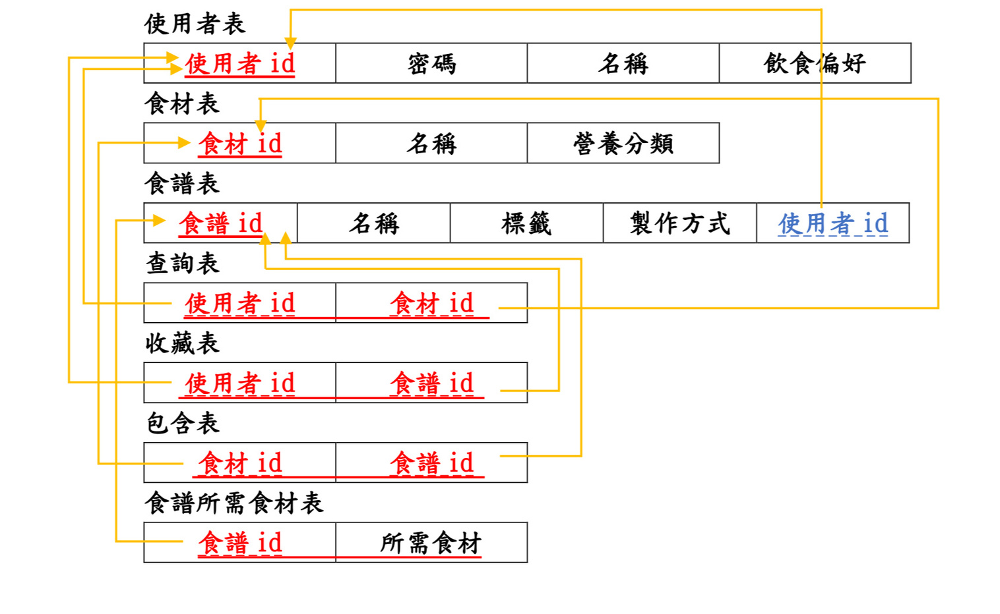 使用者表
使用者 id 密碼 名稱 飲食偏好
食材表
食材 id 名稱 營養分類
食譜表
食譜 id 名稱 標籤 製作方式 使用者 id
查詢表
使用者 id 食材 id
收藏表
使用者 id 食譜 id
包含表
食材 id 食譜 id
食譜所需食材表
食譜 id 所需食材